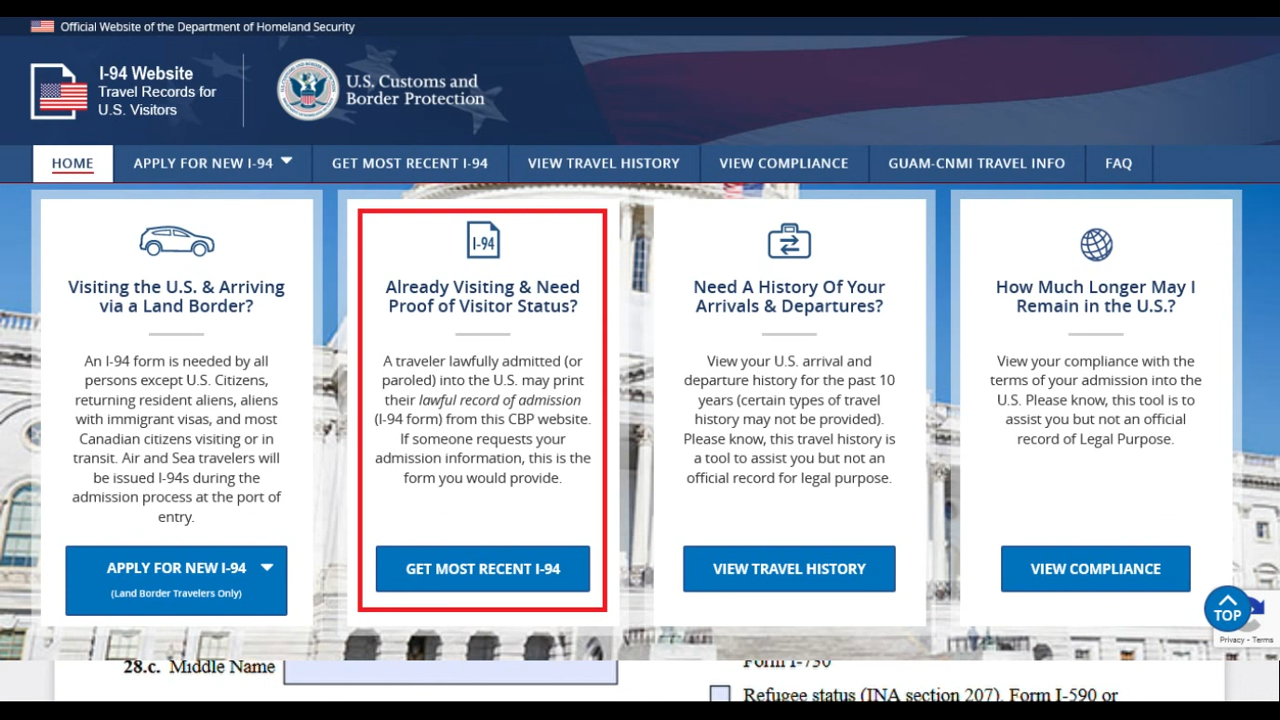 Official Website of the Department of Homeland Security
I-94 Website
Travel Records for
U.S. Visitors
U.S. Customs and
Border Protection
HOME
APPLY FOR NEW I-94
GET MOST RECENT I-94
VIEW TRAVEL HISTORY
VIEW COMPLIANCE
GUAM-CNMI TRAVEL INFO
FAQ
Visiting the U.S. & Arriving
via a Land Border?
An I-94 form is needed by all
persons except U.S. Citizens,
returning resident aliens, aliens
with immigrant visas, and most
Canadian citizens visiting or in
transit. Air and Sea travelers will
be issued I-94s during the
admission process at the port of
entry.
APPLY FOR NEW I-94
(Land Border Travelers Only)
I-94
Already Visiting & Need
Proof of Visitor Status?
A traveler lawfully admitted (or
paroled) into the U.S. may print
their lawful record of admission
(I-94 form) from this CBP website.
If someone requests your
admission information, this is the
form you would provide.
GET MOST RECENT I-94
Need A History Of Your
Arrivals & Departures?
View your U.S. arrival and
departure history for the past 10
years (certain types of travel
history may not be provided).
Please know, this travel history is
a tool to assist you but not an
official record for legal purpose.
VIEW TRAVEL HISTORY
How Much Longer May I
Remain in the U.S.?
View your compliance with the
terms of your admission into the
U.S. Please know, this tool is to
assist you but not an official
record of Legal Purpose.
VIEW COMPLIANCE
TOP
Privacy - Terms
28.c. Middle Name
Form I-730
Refugee status (INA section 207), Form I-590 or